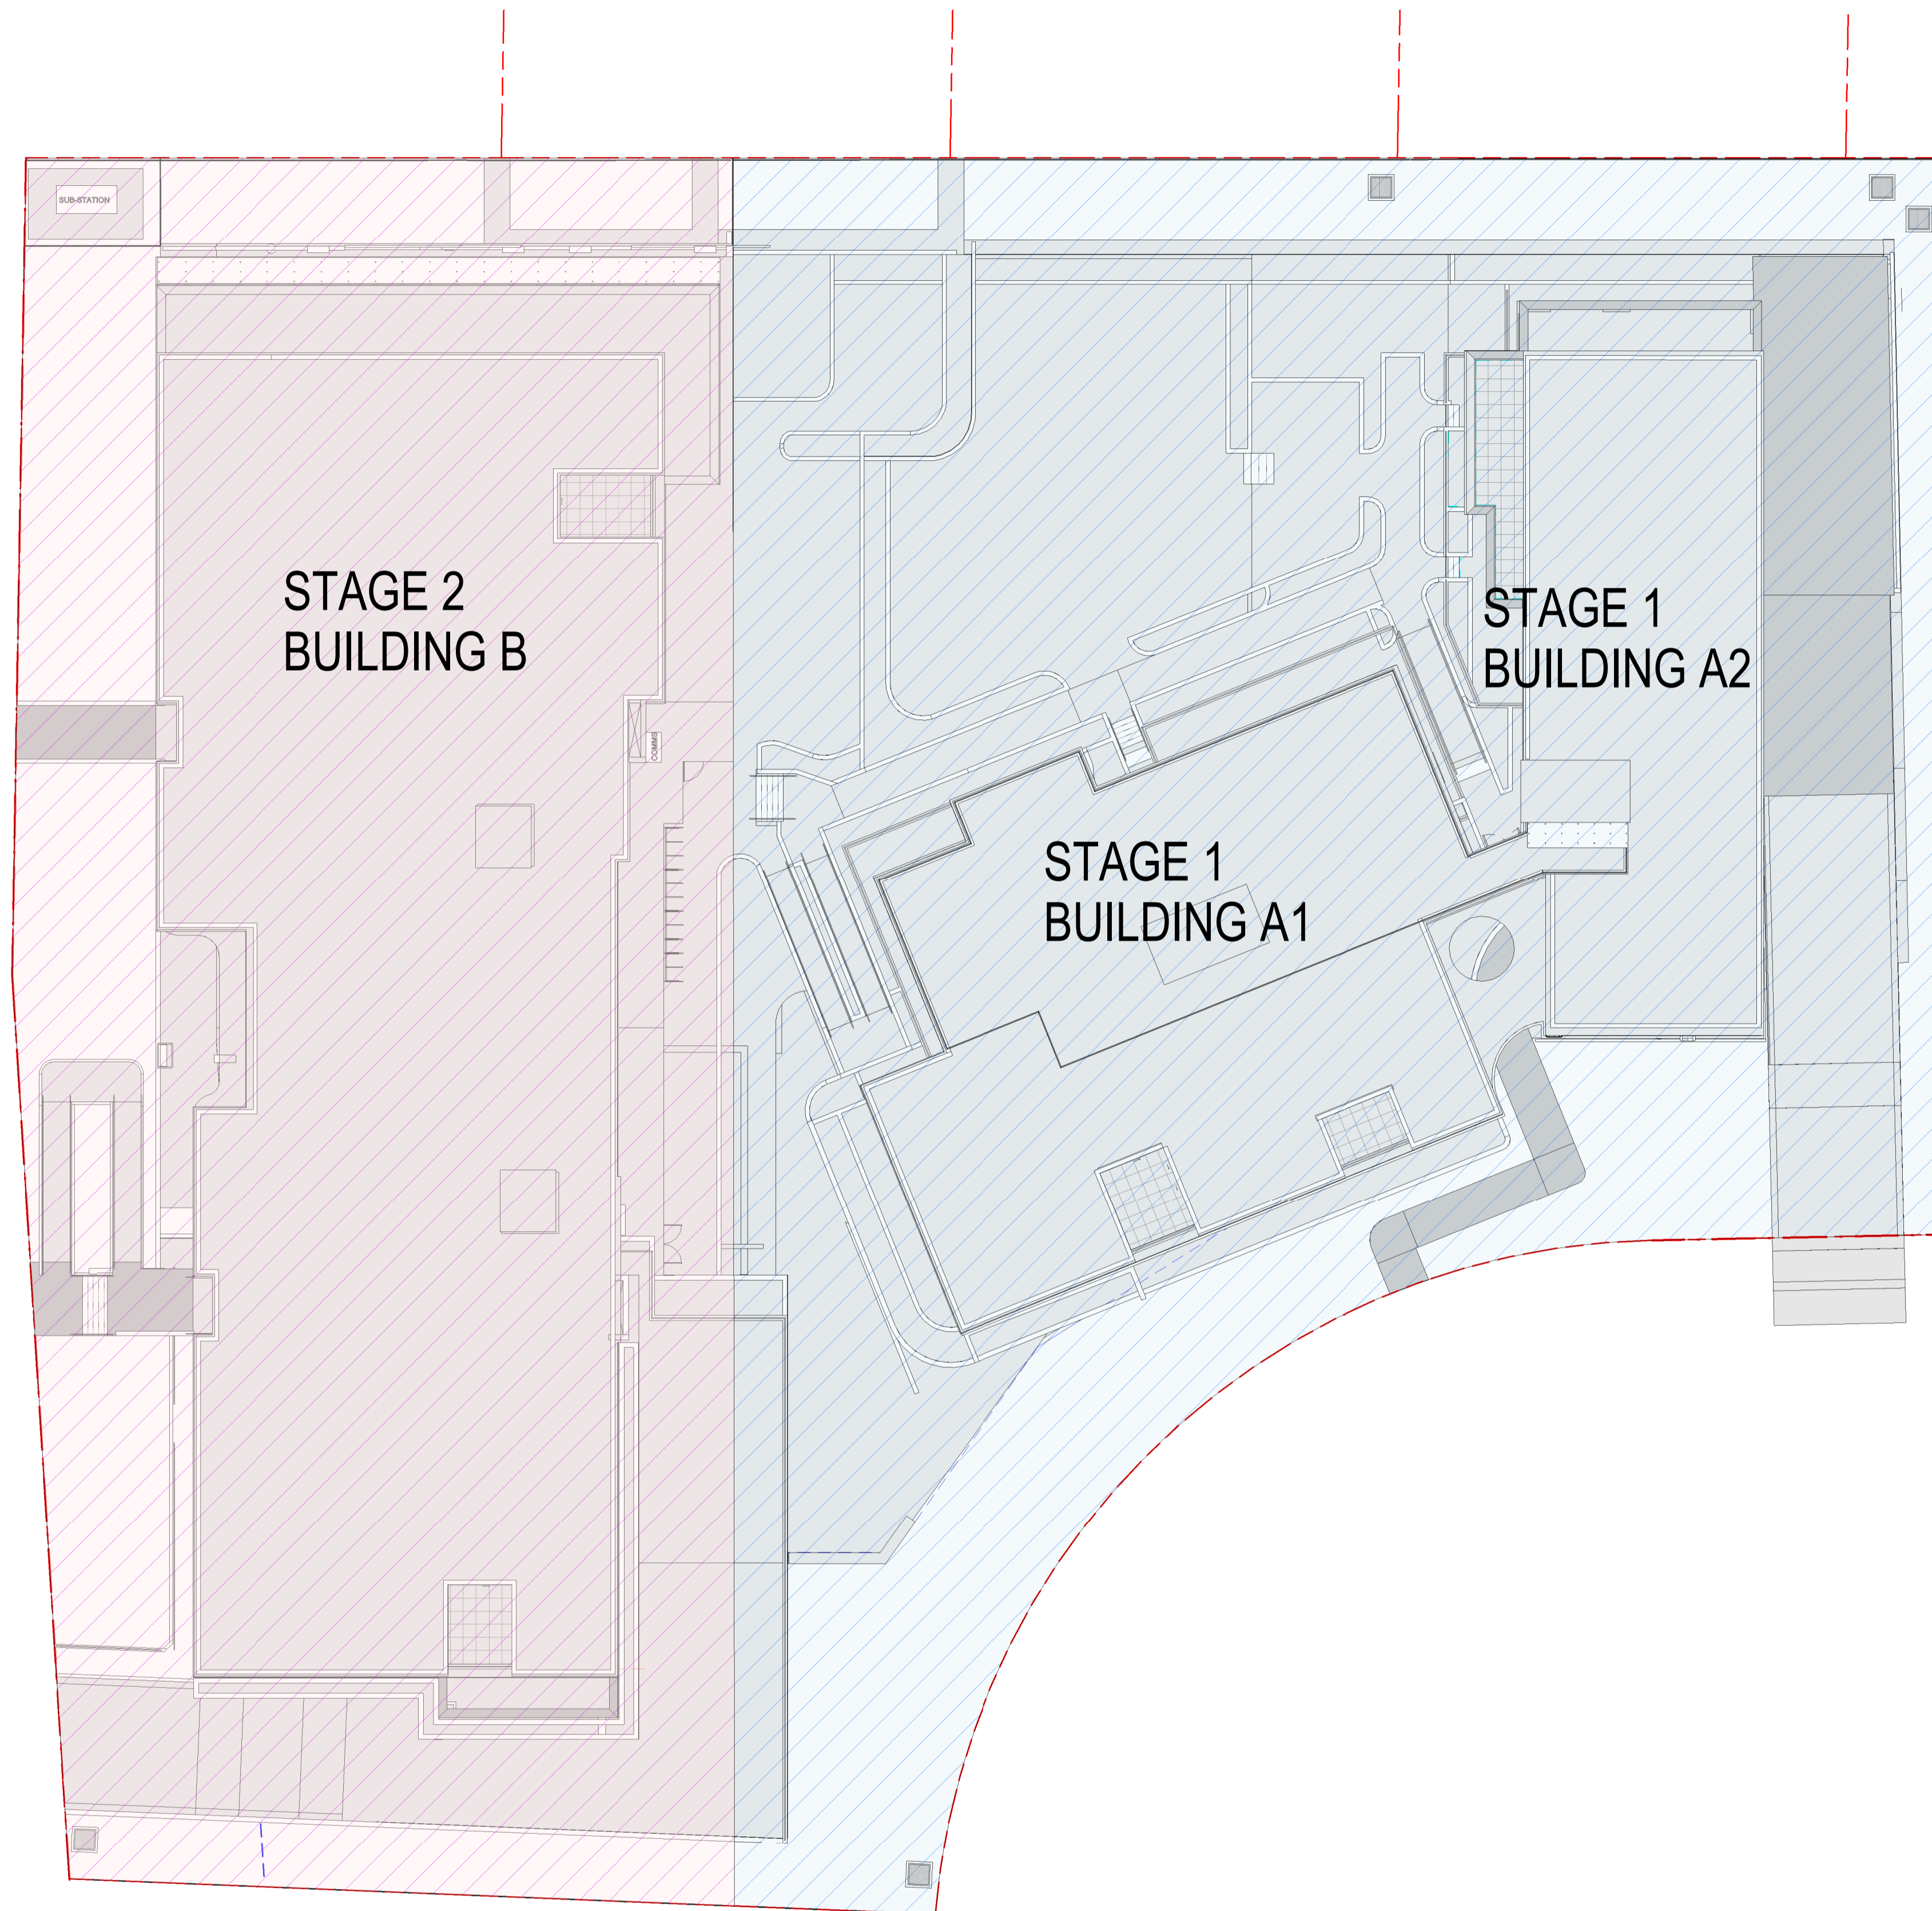 SUB-STATION
STAGE 2
BUILDING B
STAGE 1
BUILDING A2
COMMS
STAGE 1
BUILDING A1